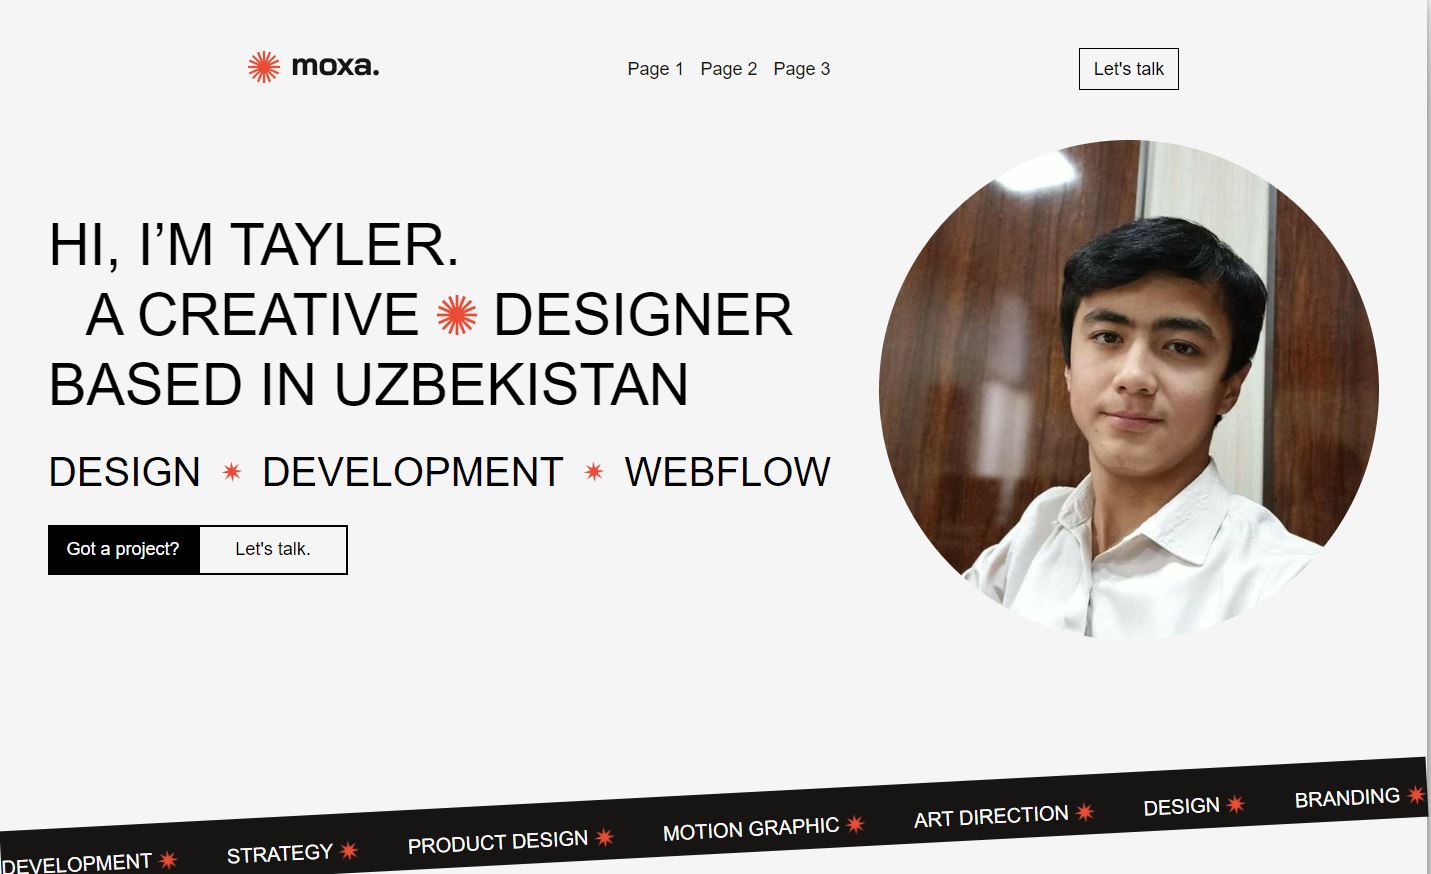 moxa.
Page 1 Page 2 Page 3
Let's talk
HI, I’M TAYLER.
A CREATIVE DESIGNER
BASED IN UZBEKISTAN
DESIGN DEVELOPMENT WEBFLOW
Got a project? Let's talk.
DEVELOPMENT STRATEGY PRODUCT DESIGN MOTION GRAPHIC ART DIRECTION DESIGN BRANDING